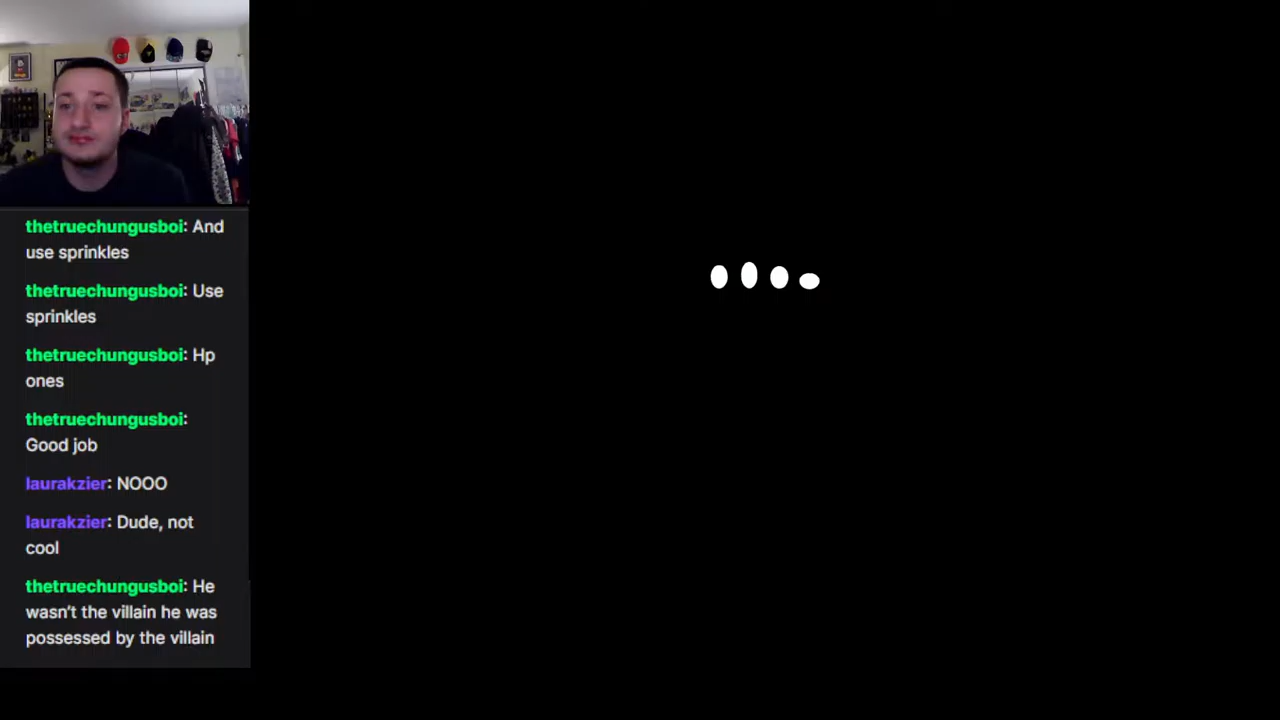 thetruechungusboi: And
use sprinkles
thetruechungusboi: Use
sprinkles
thetruechungusboi: Hp
ones
thetruechungusboi:
Good job
laurakzier: NOOO
laurakzier: Dude, not
cool
thetruechungusboi: He
wasn't the villain he was
possessed by the villain